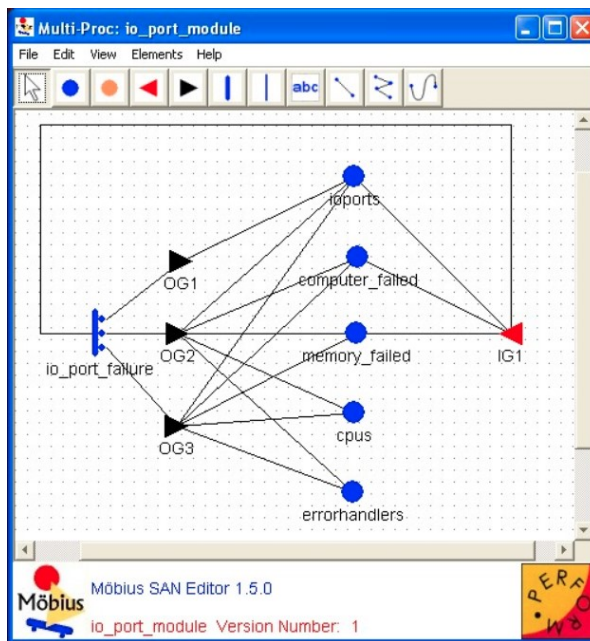 Multi-Proc: io_port_module
File Edit View Elements Help
abc
ioports
OG1
computer_failed
io_port_failure
OG2
memory_failed
IG1
cpus
OG3
errorhandlers
Möbius
Möbius SAN Editor 1.5.0
io_port_module Version Number: 1
PERFORM